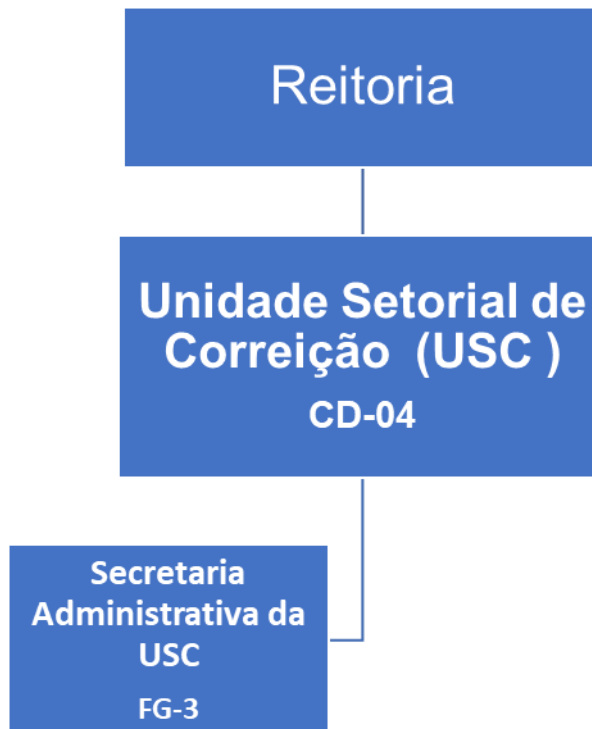 Reitoria
Unidade Setorial de
Correição (USC )
CD-04
Secretaria
Administrativa da
USC
FG-3